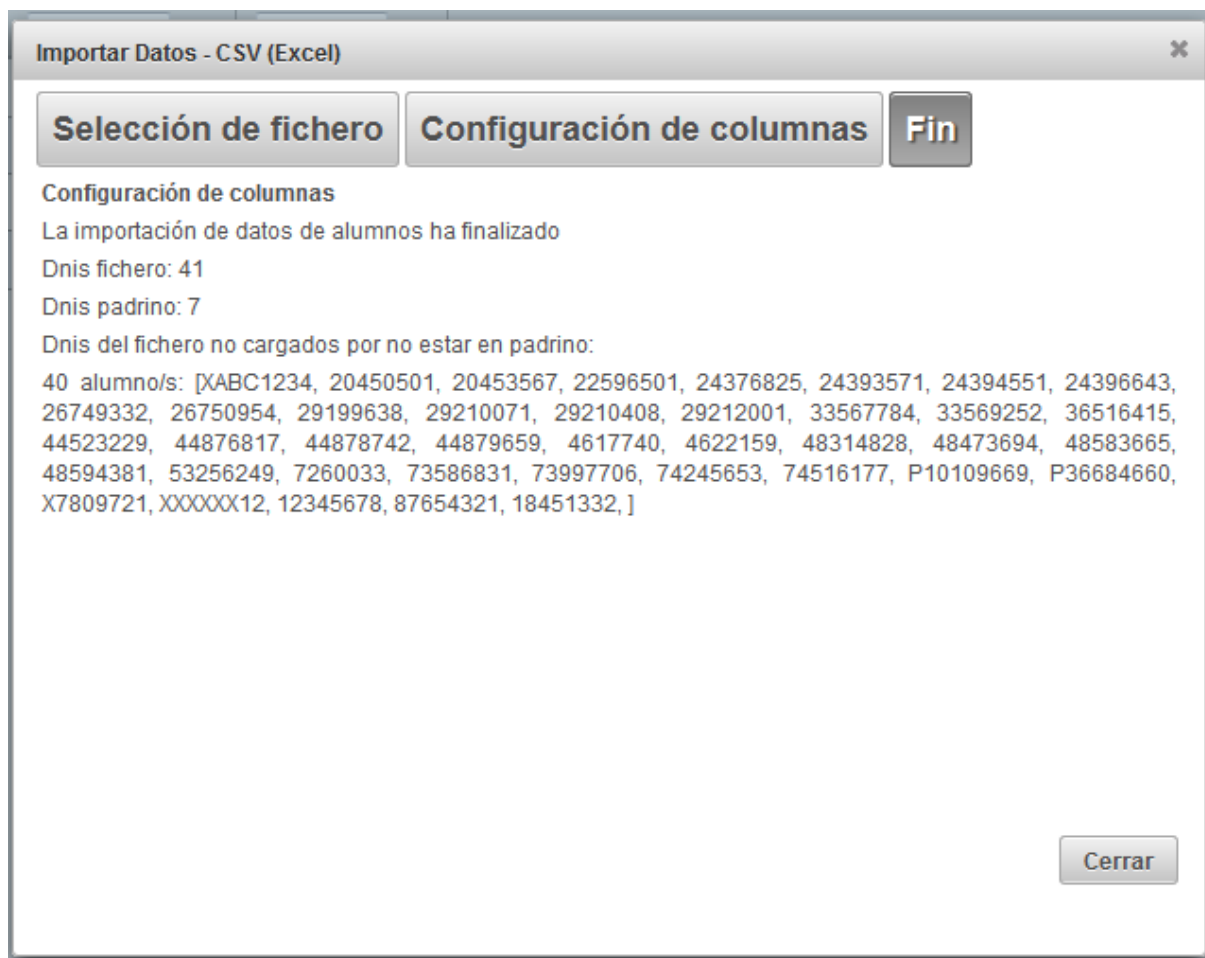 Importar Datos - CSV (Excel)
Selección de fichero Configuración de columnas Fin
Configuración de columnas
La importación de datos de alumnos ha finalizado
Dnis fichero: 41
Dnis padrino: 7
Dnis del fichero no cargados por no estar en padrino:
40 alumno/s: [XABC1234, 20450501, 20453567, 22596501, 24376825, 24393571, 24394551, 24396643,
26749332, 26750954, 29199638, 29210071, 29210408, 29212001, 33567784, 33569252, 36516415,
44523229, 44876817, 44878742, 44879659, 4617740, 4622159, 48314828, 48473694, 48583665,
48594381, 53256249, 7260033, 73586831, 73997706, 74245653, 74516177, P10109669, P36684660,
X7809721, XXXXXX12, 12345678, 87654321, 18451332, ]
Cerrar